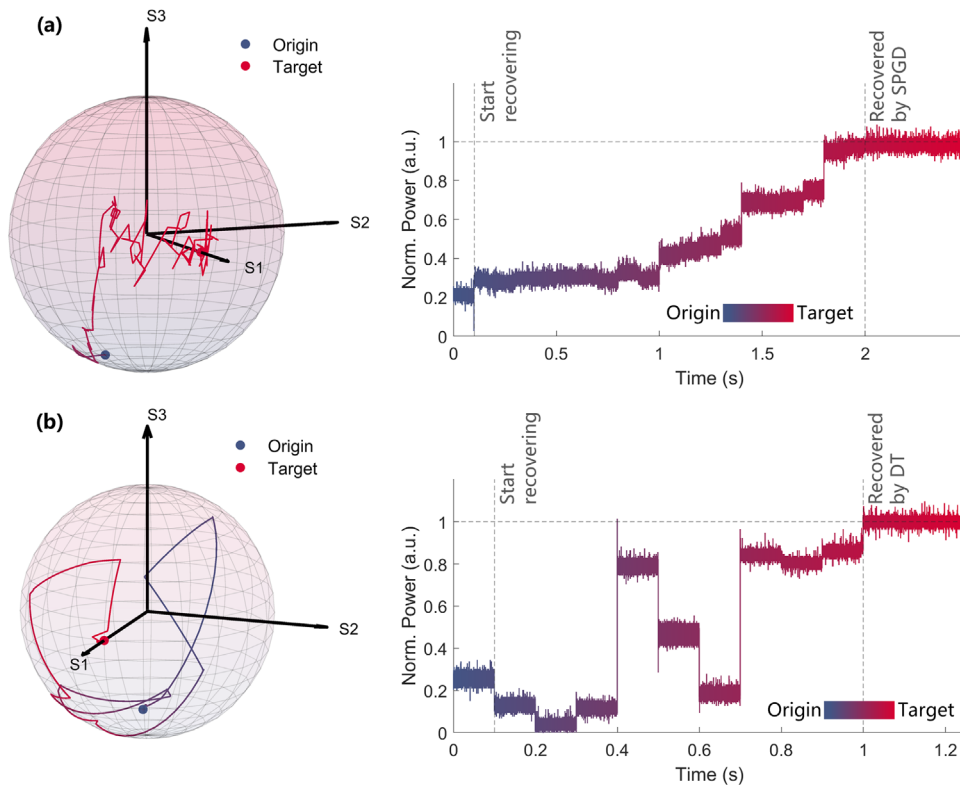 (a)
S3
Origin
Target
S2
S1
Start
recovering
Recovered
by SPGD
Norm. Power (a.u.)
1
0.8
0.6
0.4
0.2
0
Origin
Target
0
0.5
1
1.5
2
Time (s)
(b)
S3
Origin
Target
S2
S1
Start
recovering
Recovered
by DT
Norm. Power (a.u.)
1
0.8
0.6
0.4
0.2
0
Origin
Target
0
0.2
0.4
0.6
0.8
1
1.2
Time (s)